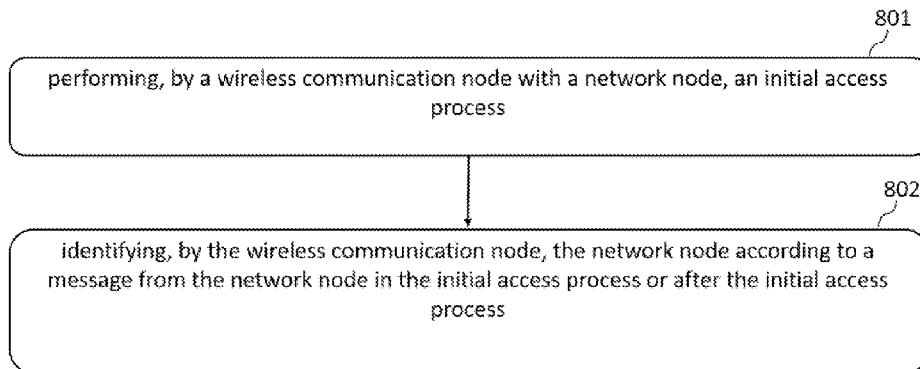 801
performing, by a wireless communication node with a network node, an initial access
process
802
identifying, by the wireless communication node, the network node according to a
message from the network node in the initial access process or after the initial access
process